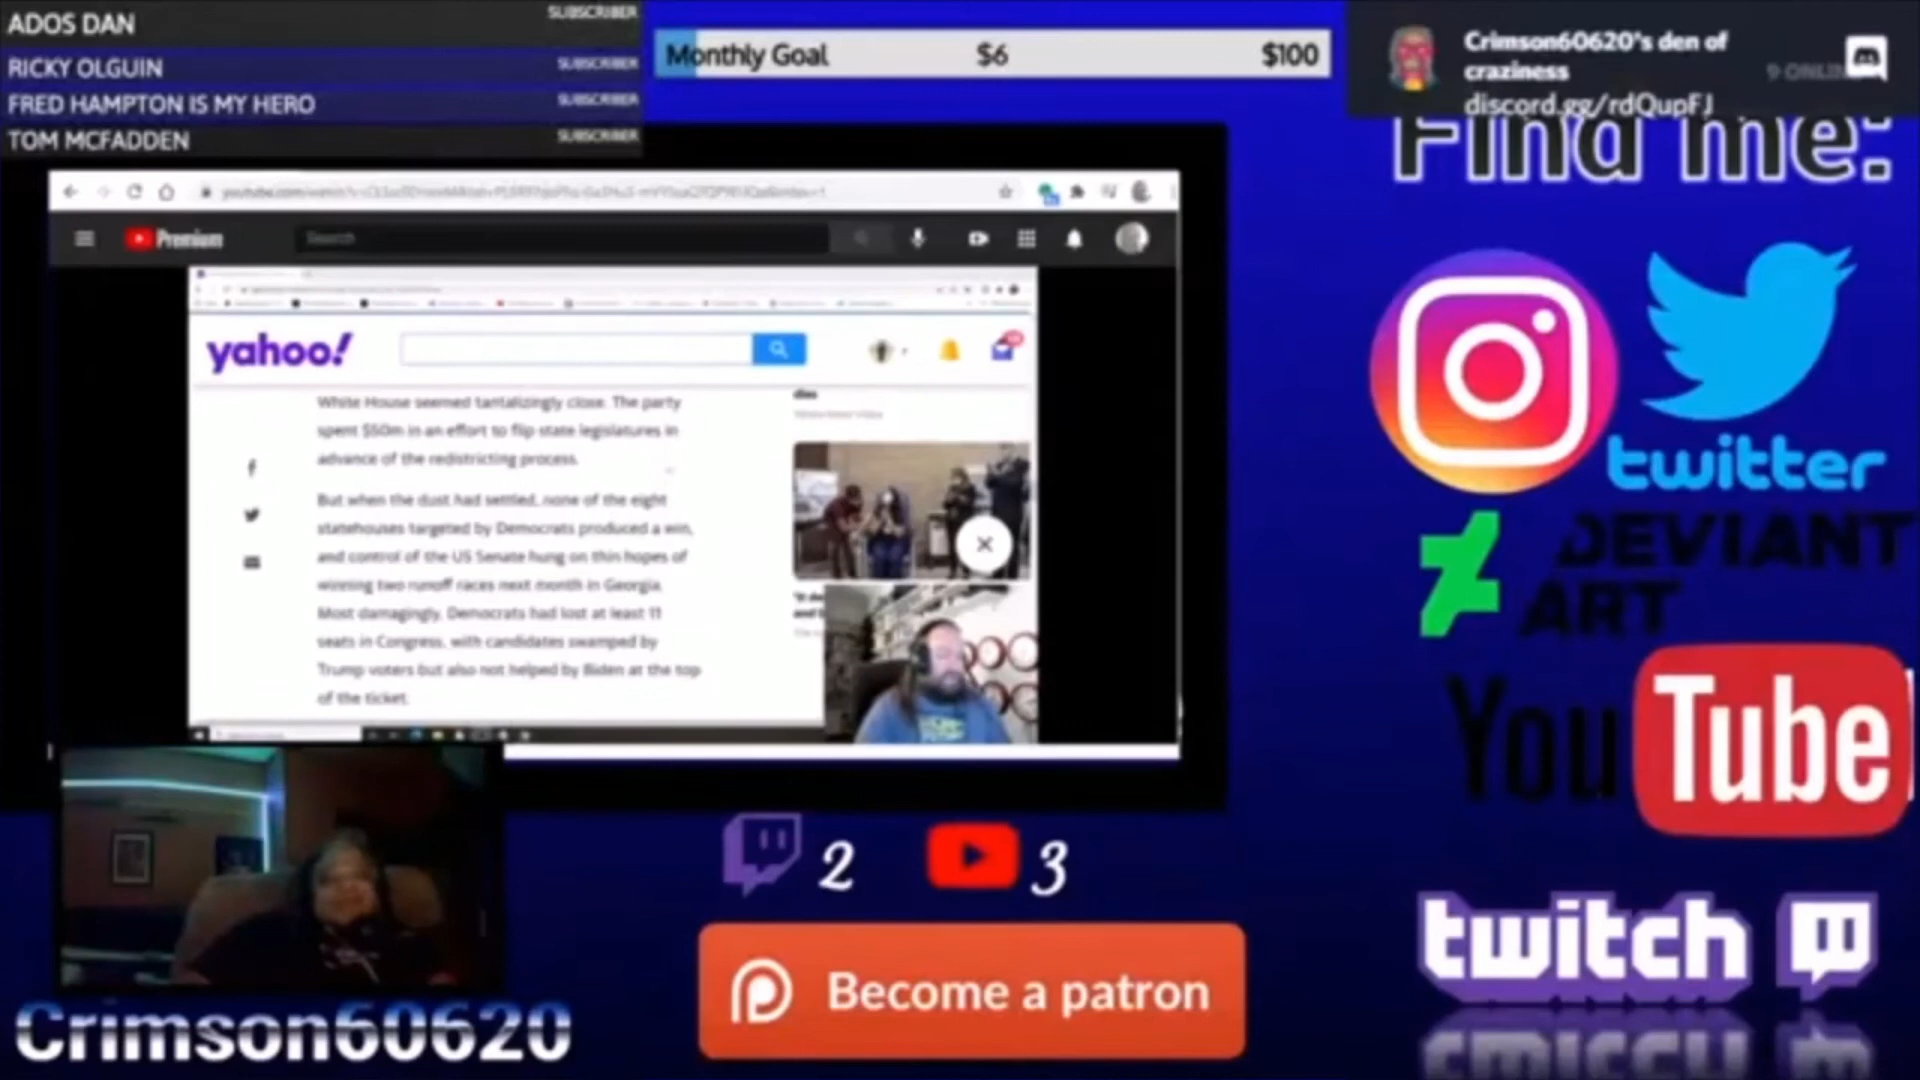 ADOS DAN
SUBSCRIBER
RICKY OLGUIN
SUBSCRIBER
FRED HAMPTON IS MY HERO
SUBSCRIBER
TOM MCFADDEN
SUBSCRIBER
Monthly Goal $6 $100
Crimson60620's den of
craziness
discord.gg/rdQupFJ
Find me:
Premium
Search
yahoo!
White House seemed tantalizingly close. The party
spent $50m in an effort to flip state legislatures in
advance of the redistricting process.
But when the dust had settled, none of the eight
statehouses targeted by Democrats produced a win,
and control of the US Senate hung on thin hopes of
winning two runoff races next month in Georgia.
Most damagingly, Democrats had lost at least 11
seats in Congress, with candidates swamped by
Trump voters but also not helped by Biden at the top
of the ticket.
twitter
DEVIANT
ART
YouTube
2
3
Become a patron
twitch
Crimson60620